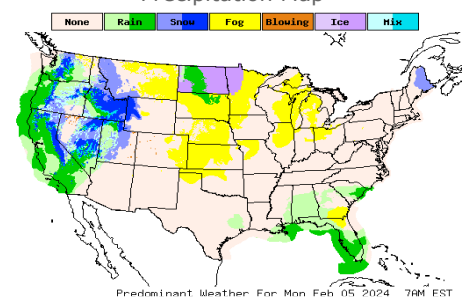 Precipitation Map
None Rain Snow Fog Blowing Ice Mix
Predominant Weather For Mon Feb 05 2024 7AM EST